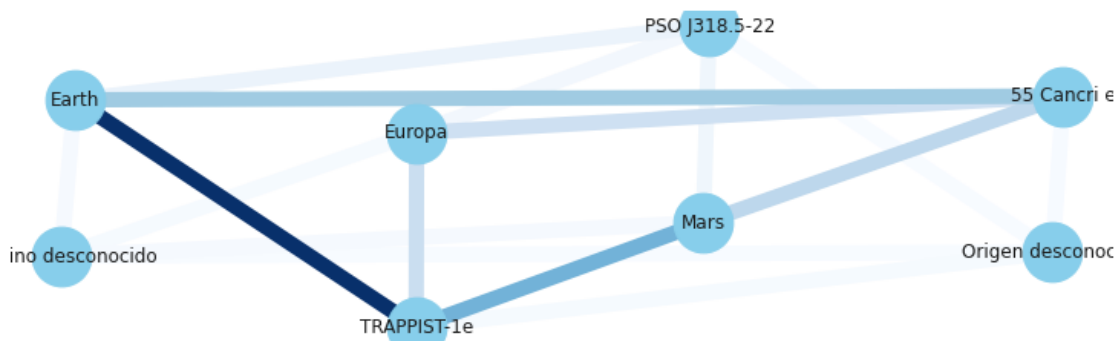 PSO J318.5-22
Earth
55 Cancri e
Europa
Mars
ino desconocido
Origen desconoc
TRAPPIST-1e